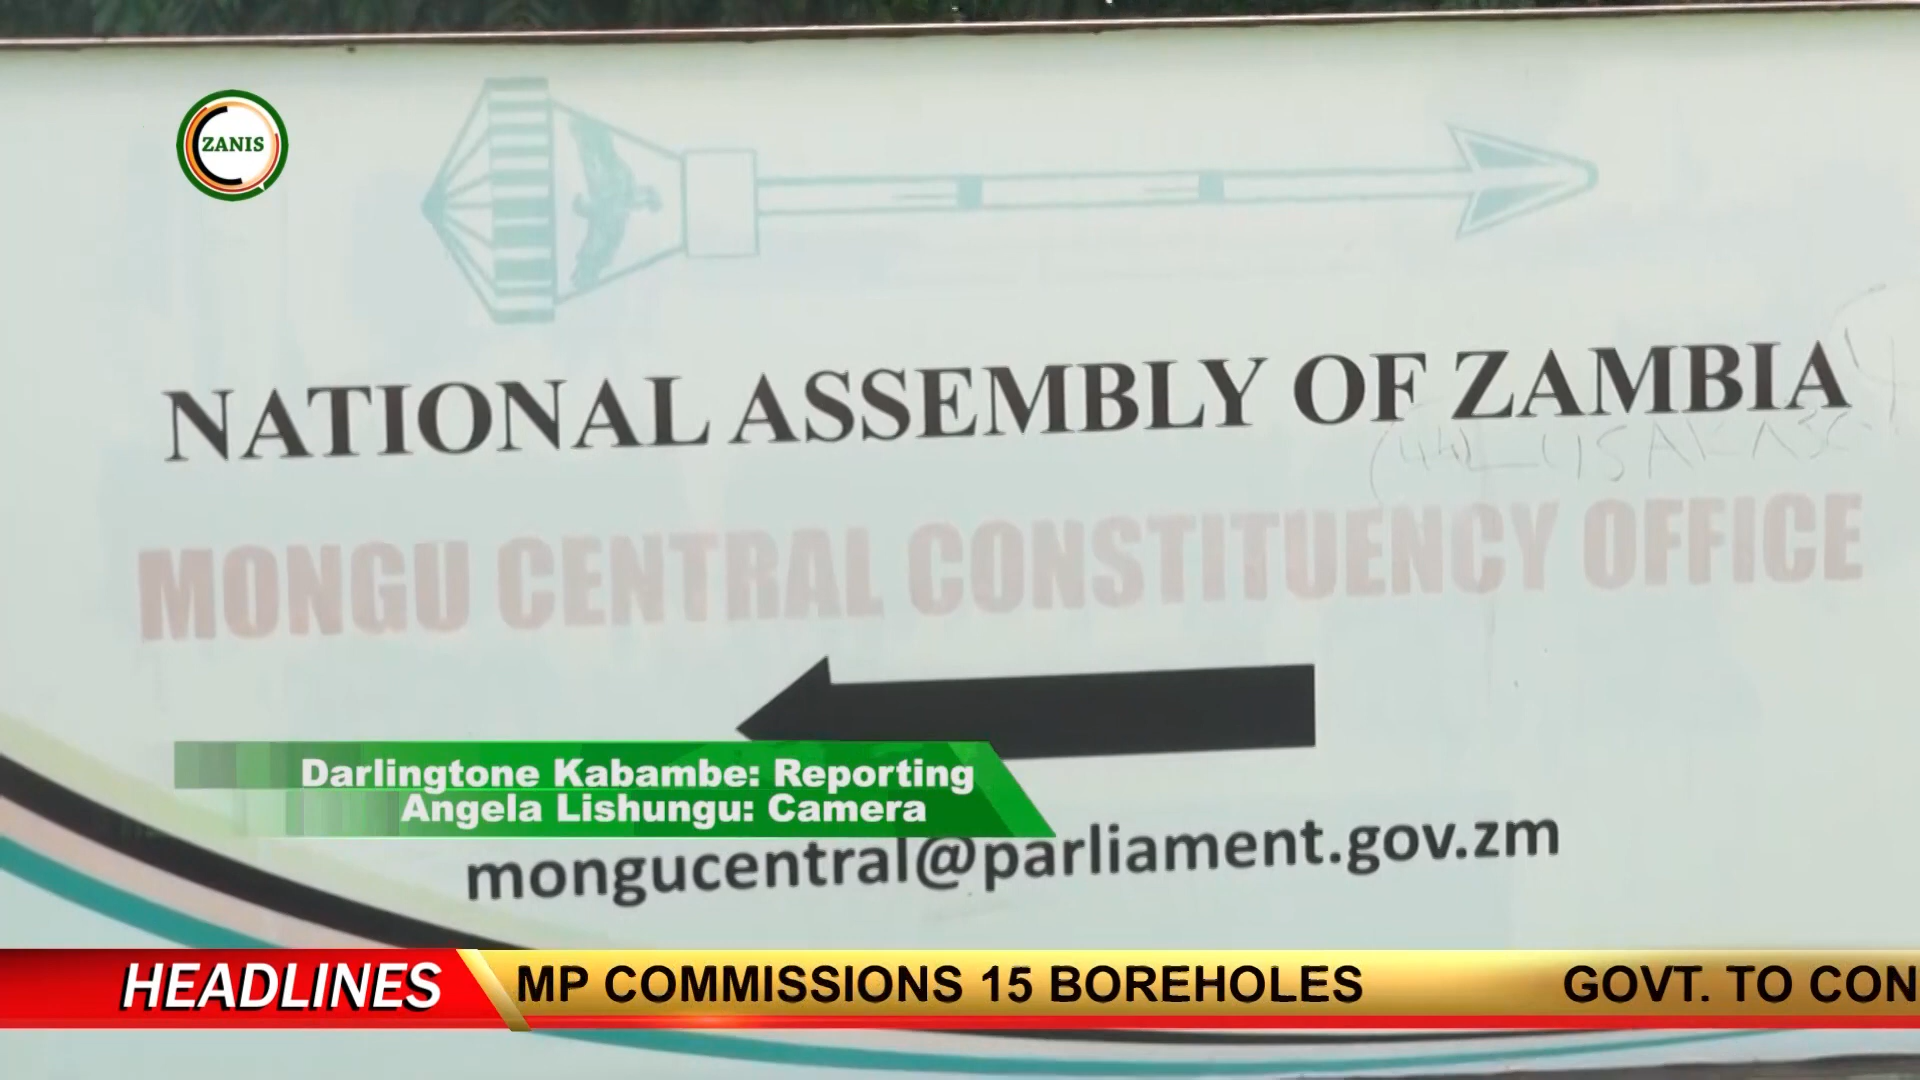 ZANIS
NATIONAL ASSEMBLY OF ZAMBIA
MONGU CENTRAL CONSTITUENCY OFFICE
Darlingtone Kabambe: Reporting
Angela Lishungu: Camera
mongucentral@parliament.gov.zm
HEADLINES MP COMMISSIONS 15 BOREHOLES GOVT. TO CON